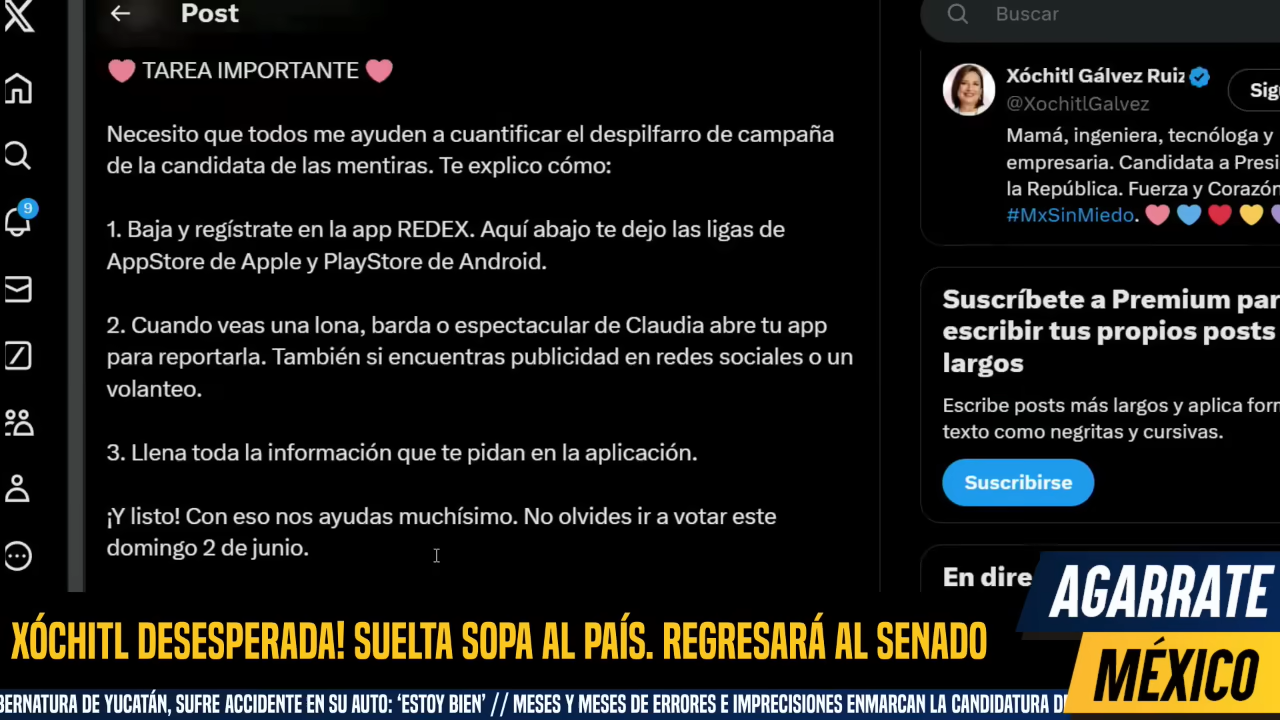 Post
🩷 TAREA IMPORTANTE 🩷
Necesito que todos me ayuden a cuantificar el despilfarro de campaña
de la candidata de las mentiras. Te explico cómo:
1. Baja y regístrate en la app REDEX. Aquí abajo te dejo las ligas de
AppStore de Apple y PlayStore de Android.
2. Cuando veas una lona, barda o espectacular de Claudia abre tu app
para reportarla. También si encuentras publicidad en redes sociales o un
volanteo.
3. Llena toda la información que te pidan en la aplicación.
¡Y listo! Con eso nos ayudas muchísimo. No olvides ir a votar este
domingo 2 de junio.
9
Buscar
Xóchitl Gálvez Ruiz
@XochitlGalvez
Sig
Mamá, ingeniera, tecnóloga y
empresaria. Candidata a Presi
la República. Fuerza y Corazón
#MxSinMiedo. 🩷🩵❤️💛💜
Suscríbete a Premium par
escribir tus propios posts
largos
Escribe posts más largos y aplica for
texto como negritas y cursivas.
Suscribirse
En dire
AGARRATE
MÉXICO
XÓCHITL DESESPERADA! SUELTA SOPA AL PAÍS. REGRESARÁ AL SENADO
BERNATURA DE YUCATÁN, SUFRE ACCIDENTE EN SU AUTO: ‘ESTOY BIEN’ // MESES Y MESES DE ERRORES E IMPRECISIONES ENMARCAN LA CANDIDATURA D